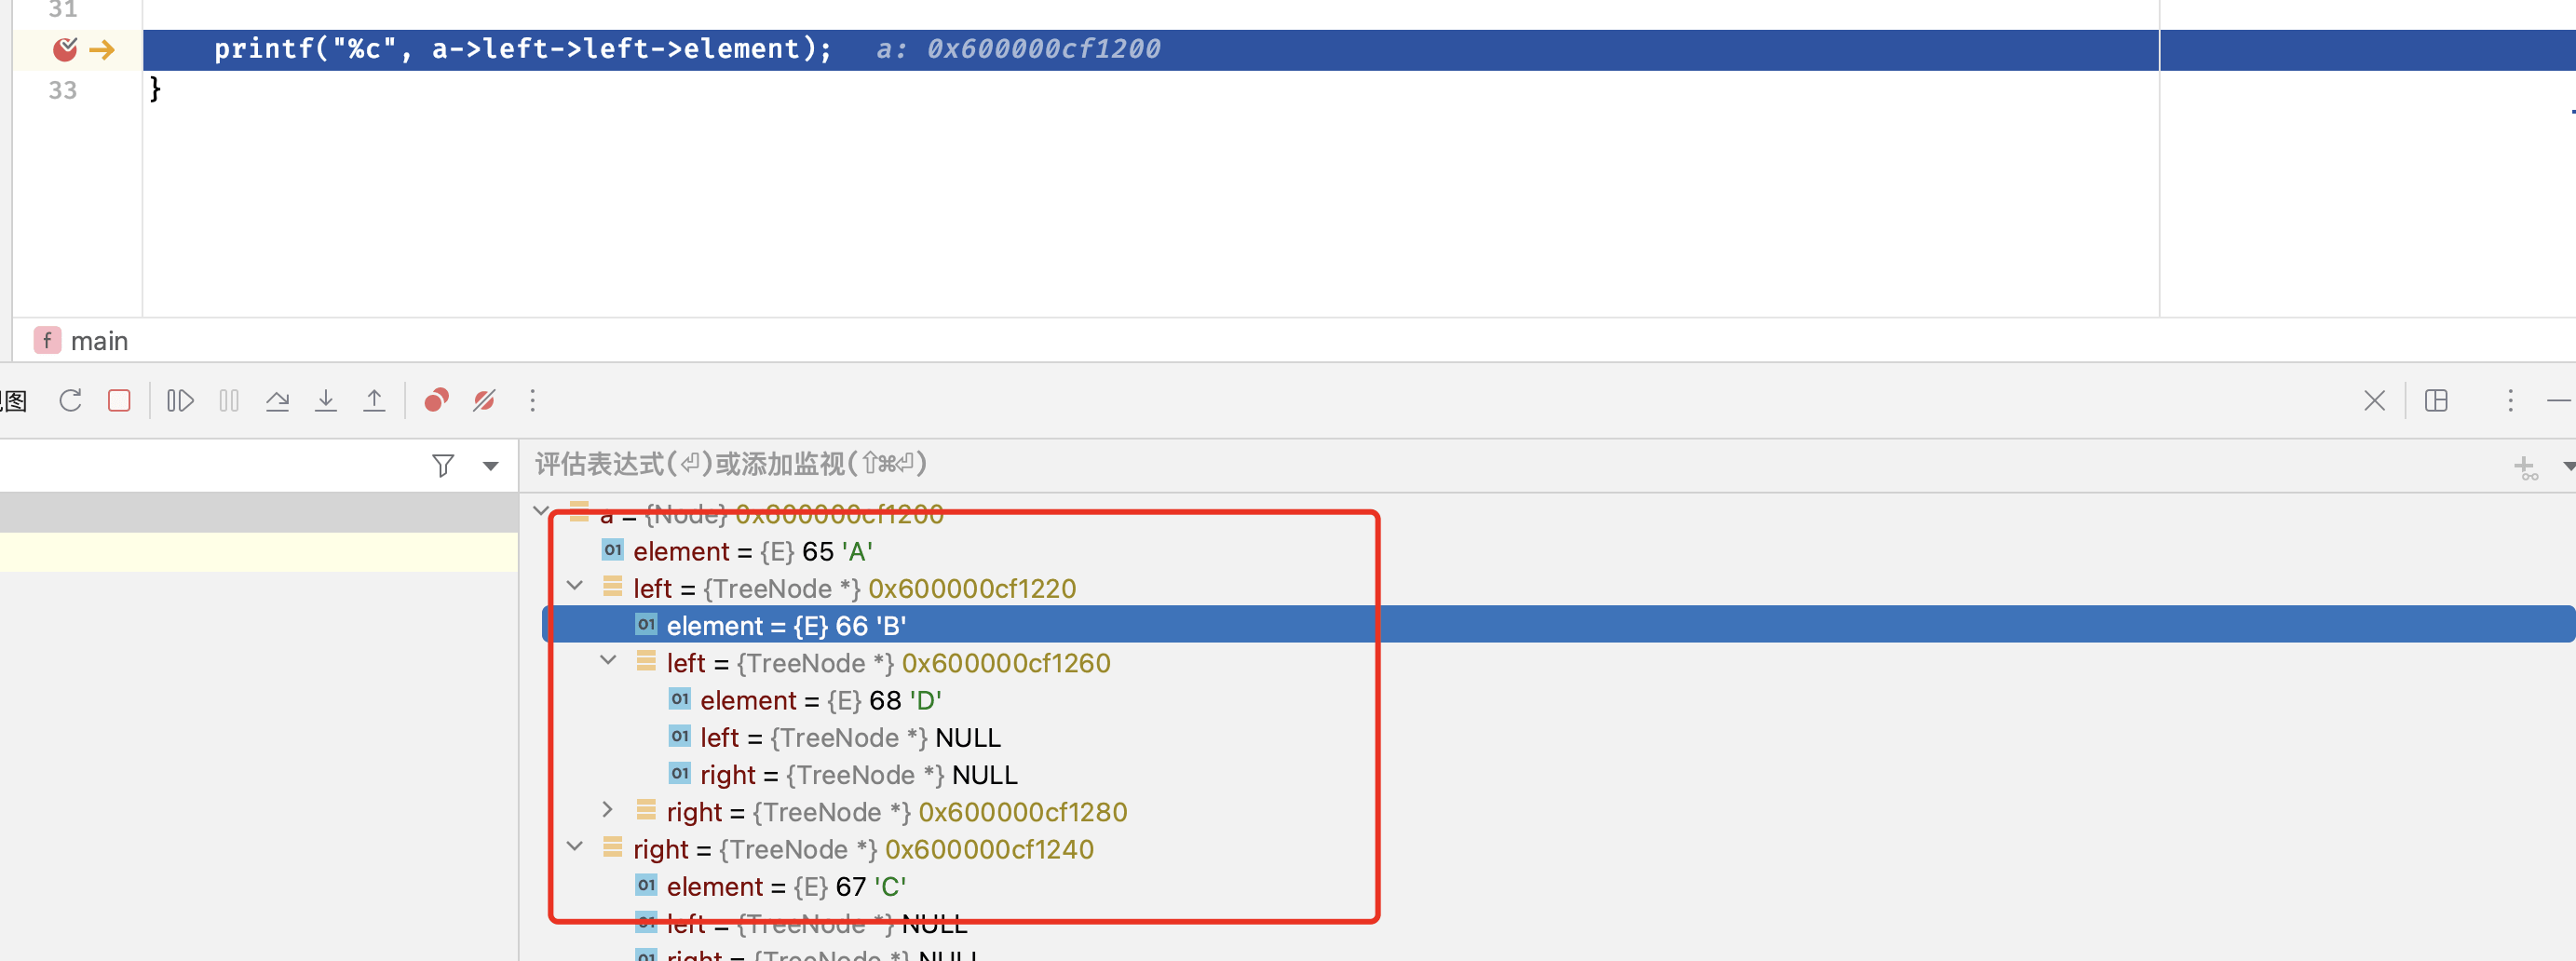 31
printf("%c", a->left->left->element);   a: 0x600000cf1200
33 }
f main
图
评估表达式(⏎)或添加监视(⇧⌘⏎)
a = {Node} 0x600000cf1200
01 element = {E} 65 'A'
left = {TreeNode *} 0x600000cf1220
01 element = {E} 66 'B'
left = {TreeNode *} 0x600000cf1260
01 element = {E} 68 'D'
01 left = {TreeNode *} NULL
01 right = {TreeNode *} NULL
right = {TreeNode *} 0x600000cf1280
right = {TreeNode *} 0x600000cf1240
01 element = {E} 67 'C'
01 left = {TreeNode *} NULL
01 right = {TreeNode *} NULL